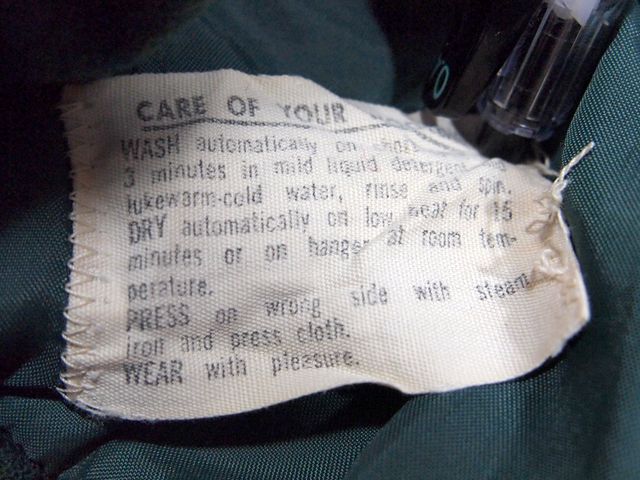 CARE OF YOUR
WASH automatically on short
3 minutes in mild liquid detergent
lukewarm-cold water, rinse and spin.
DRY automatically on low heat for 15
minutes or on hanger at room tem-
perature.
PRESS on wrong side with steam
iron and press cloth.
WEAR with pleasure.